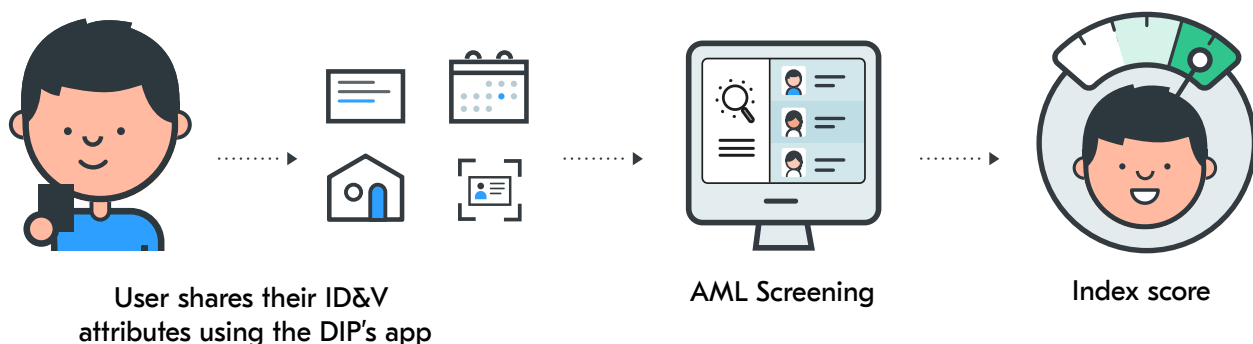 User shares their ID&V
attributes using the DIP's app
AML Screening
Index score